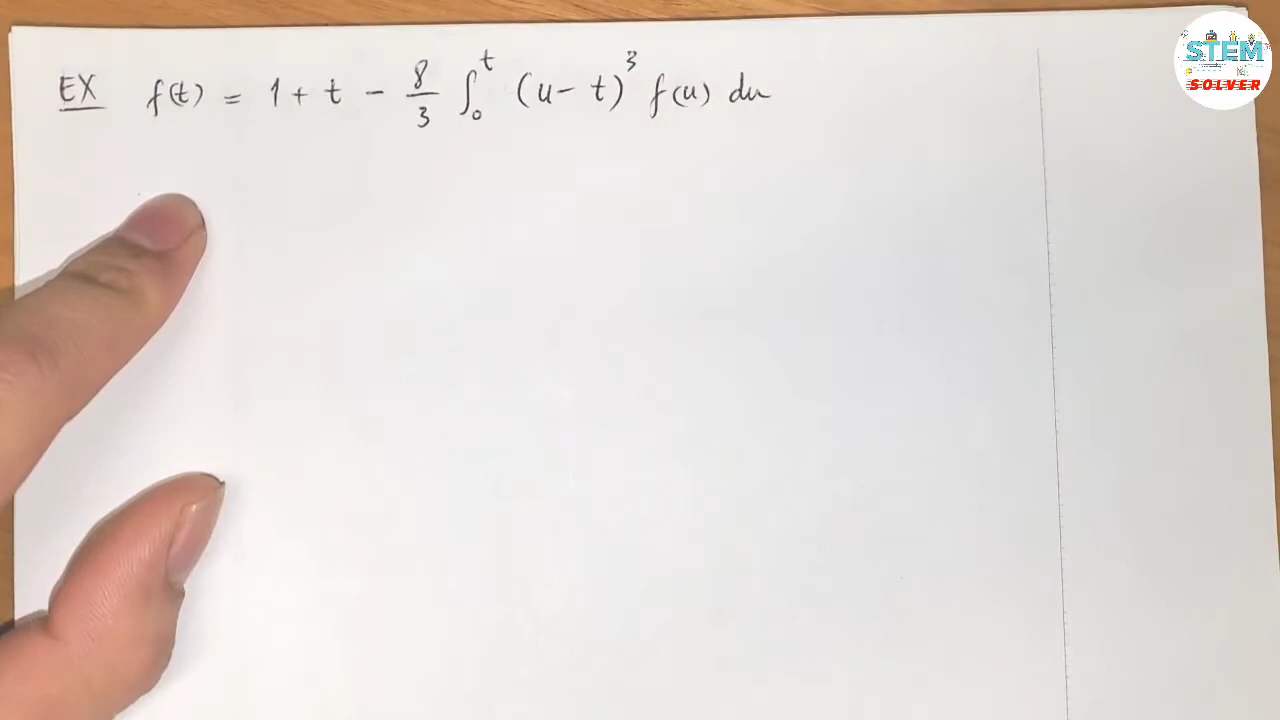 EX f(t) = 1 + t - 8/3 ∫₀ᵗ (u - t)³ f(u) du
STEM
SOLVER